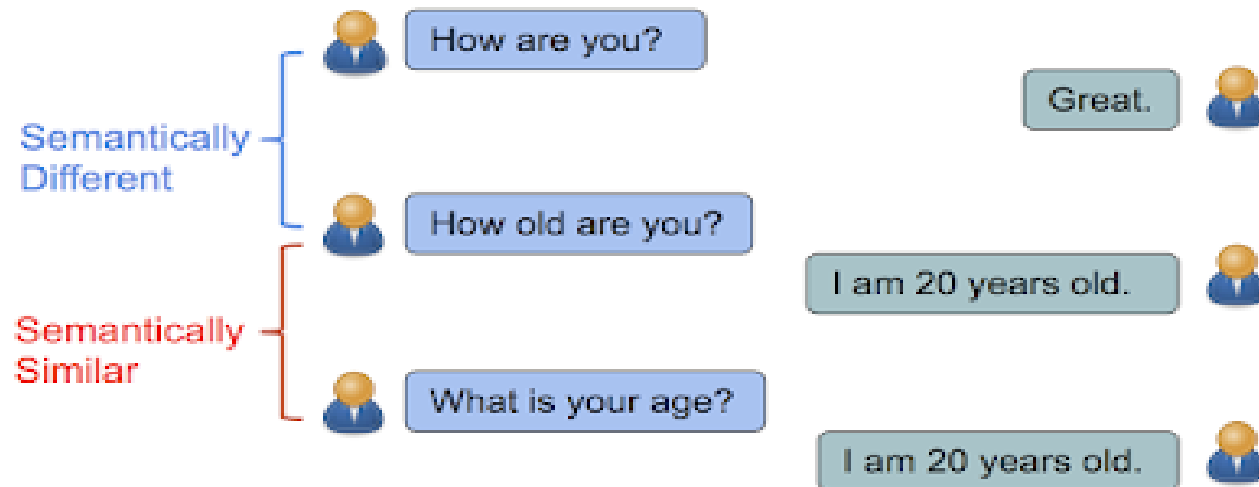 How are you?
Great.
Semantically
Different
How old are you?
I am 20 years old.
Semantically
Similar
What is your age?
I am 20 years old.